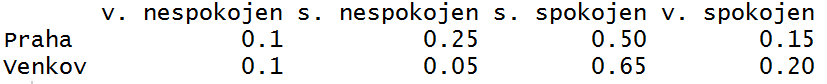 v. nespokojen s. nespokojen s. spokojen v. spokojen
Praha 0.1 0.25 0.50 0.15
Venkov 0.1 0.05 0.65 0.20